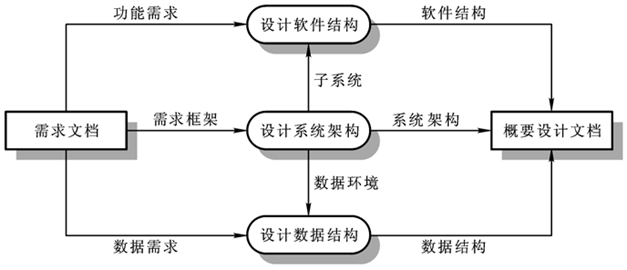 功能需求
设计软件结构
软件结构
子系统
需求文档
需求框架
设计系统架构
系统架构
概要设计文档
数据环境
数据需求
设计数据结构
数据结构